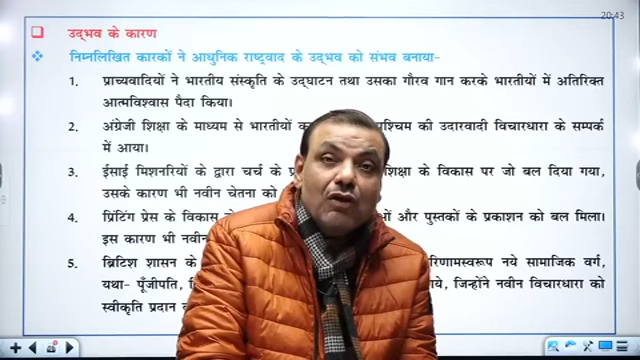 20:43
उद्भव के कारण
निम्नलिखित कारकों ने आधुनिक राष्ट्रवाद के उद्भव को संभव बनाया-
1. प्राच्यवादियों ने भारतीय संस्कृति के उद्घाटन तथा उसका गौरव गान करके भारतीयों में अतिरिक्त
आत्मविश्वास पैदा किया।
2. अंग्रेजी शिक्षा के माध्यम से भारतीयों पश्चिम की उदारवादी विचारधारा के सम्पर्क
में आया।
3. ईसाई मिशनरियों के द्वारा चर्च के शिक्षा के विकास पर जो बल दिया गया,
उसके कारण भी नवीन चेतना को
4. प्रिंटिंग प्रेस के विकास और पुस्तकों के प्रकाशन को बल मिला।
इस कारण भी नवीन
5. ब्रिटिश शासन के नये सामाजिक वर्ग,
यथा- पूँजीपति, जिन्होंने नवीन विचारधारा को
स्वीकृति प्रदान